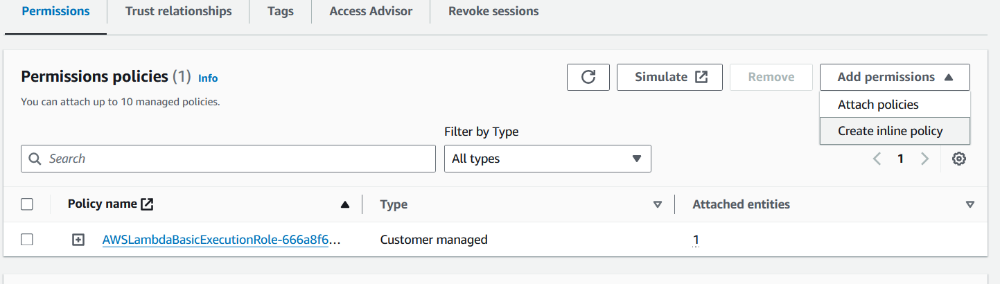 Permissions Trust relationships Tags Access Advisor Revoke sessions
Permissions policies (1) Info
Simulate Remove Add permissions
You can attach up to 10 managed policies.
Attach policies
Create inline policy
Filter by Type
Search All types 1
Policy name Type Attached entities
AWSLambdaBasicExecutionRole-666a8f6... Customer managed 1